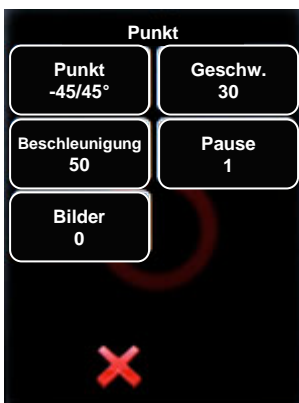 Punkt
Punkt
-45/45°
Geschw.
30
Beschleunigung
50
Pause
1
Bilder
0